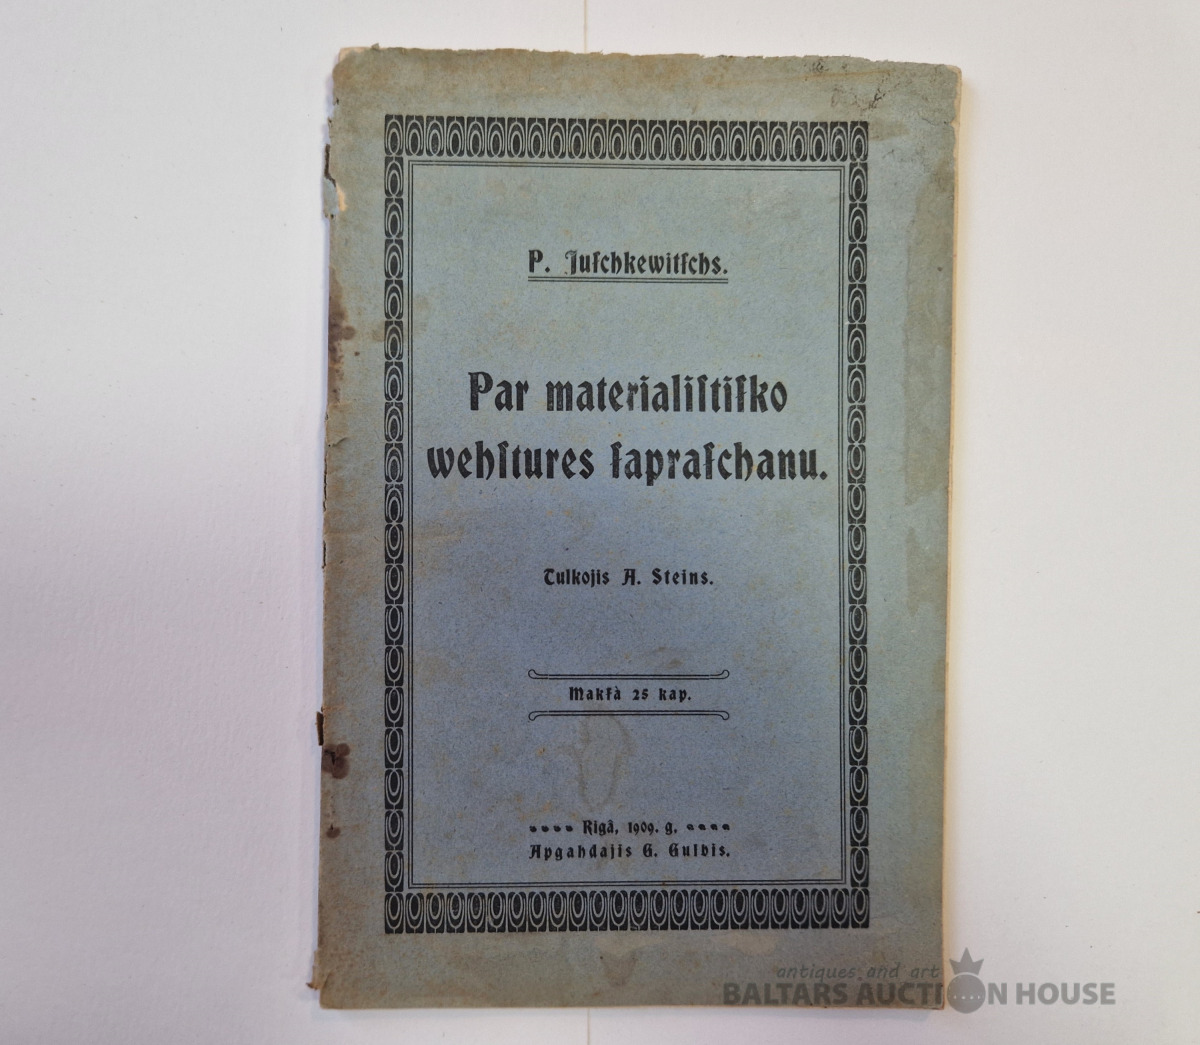 P. Juſchkewitſchs.
Par materialiſtiſko
wehſtures ſapraſchanu.
Tulkojis A. Steins.
Makſà 25 kap.
Rigâ, 1909. g.
Apgahdajis G. Gulbis.
antiques and art
BALTARS AUCTION HOUSE